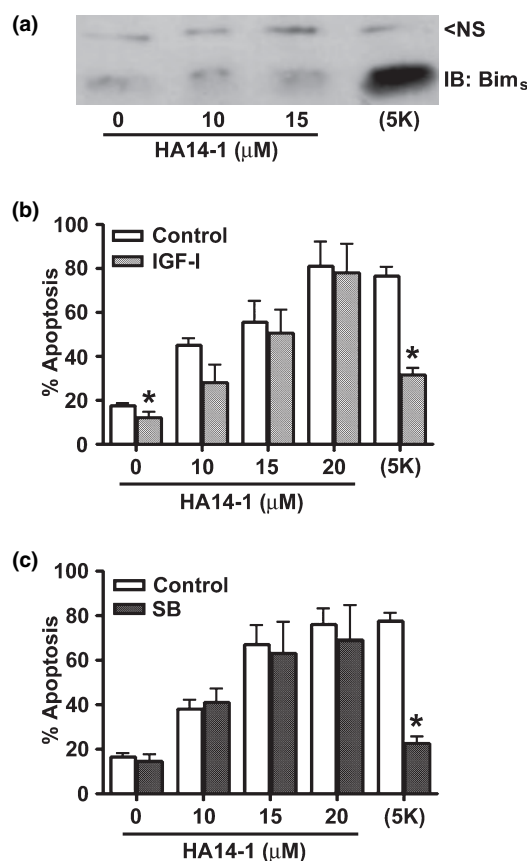 (a)
<NS
IB: Bims
0 10 15 (5K)
HA14-1 (μM)
(b)
100
80
60
40
20
0
% Apoptosis
Control
IGF-I
*
*
0 10 15 20 (5K)
HA14-1 (μM)
(c)
100
80
60
40
20
0
% Apoptosis
Control
SB
*
0 10 15 20 (5K)
HA14-1 (μM)